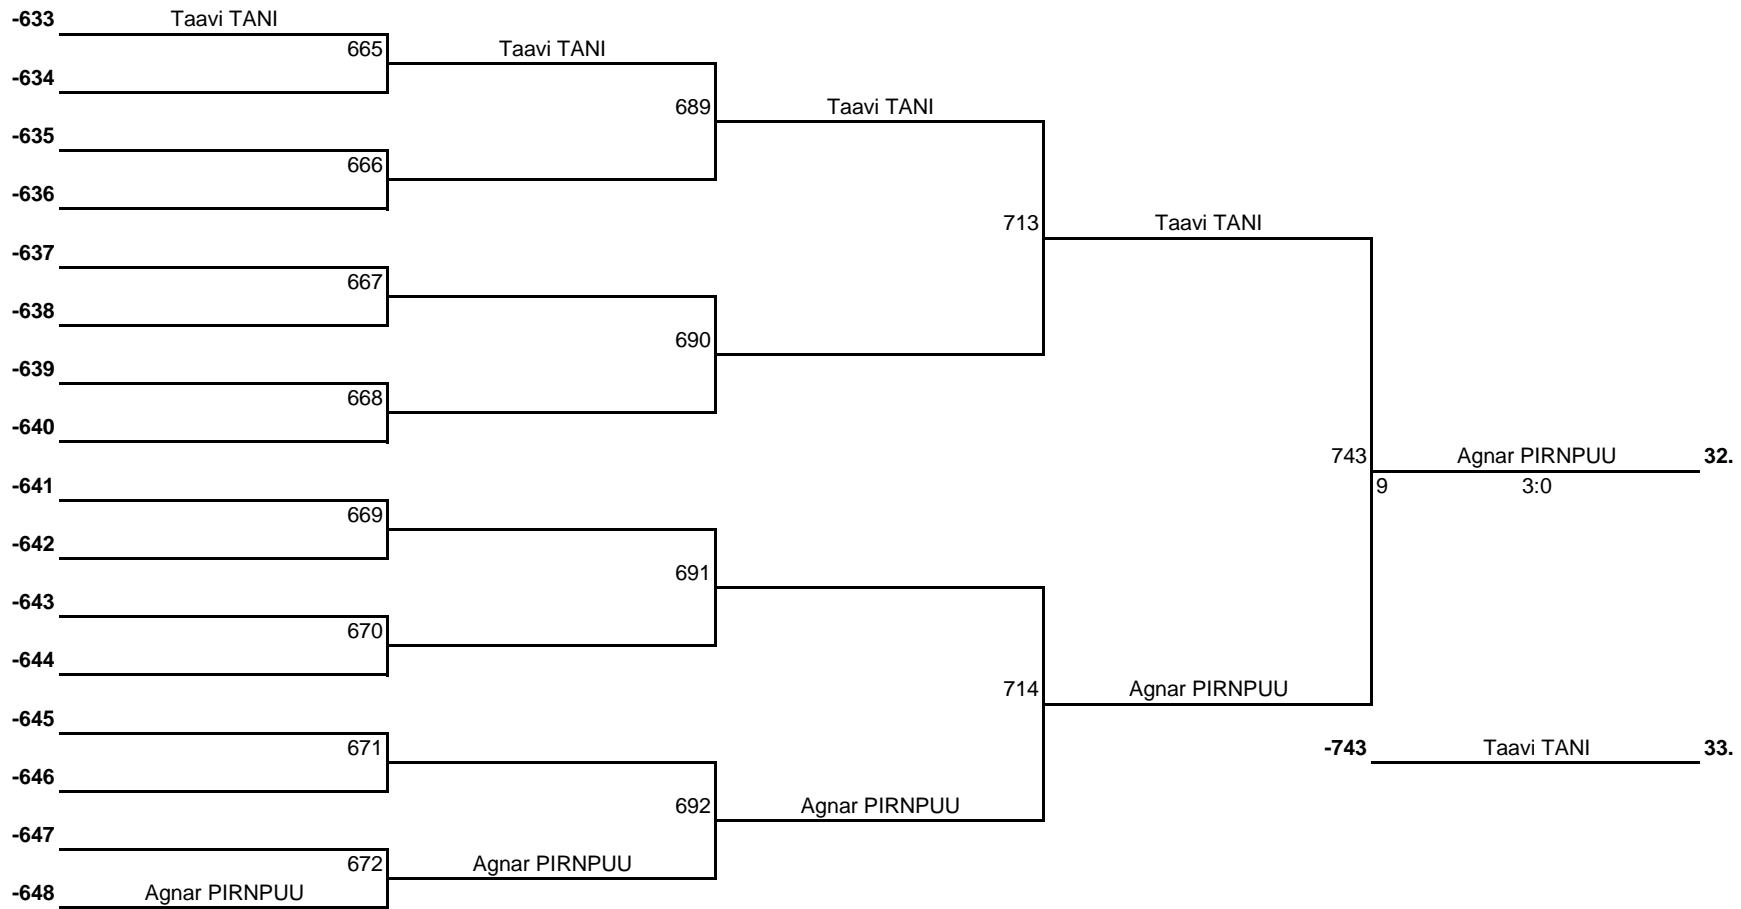 -633 Taavi TANI
665 Taavi TANI
-634
689 Taavi TANI
-635
666
-636
713 Taavi TANI
-637
667
-638
690
-639
668
-640
743 Agnar PIRNPUU 32.
-641 9 3:0
669
-642
691
-643
670
-644
714 Agnar PIRNPUU
-645
671 -743 Taavi TANI 33.
-646
692 Agnar PIRNPUU
-647
672 Agnar PIRNPUU
-648 Agnar PIRNPUU